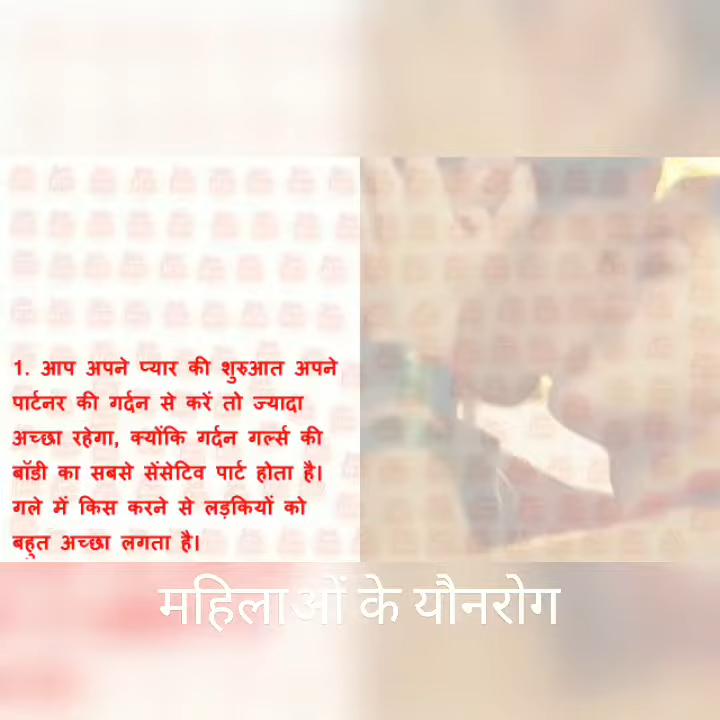 1. आप अपने प्यार की शुरुआत अपने
पार्टनर की गर्दन से करें तो ज्यादा
अच्छा रहेगा, क्योंकि गर्दन गर्ल्स की
बॉडी का सबसे सेंसेटिव पार्ट होता है।
गले में किस करने से लड़कियों को
बहुत अच्छा लगता है।
महिलाओं के यौनरोग